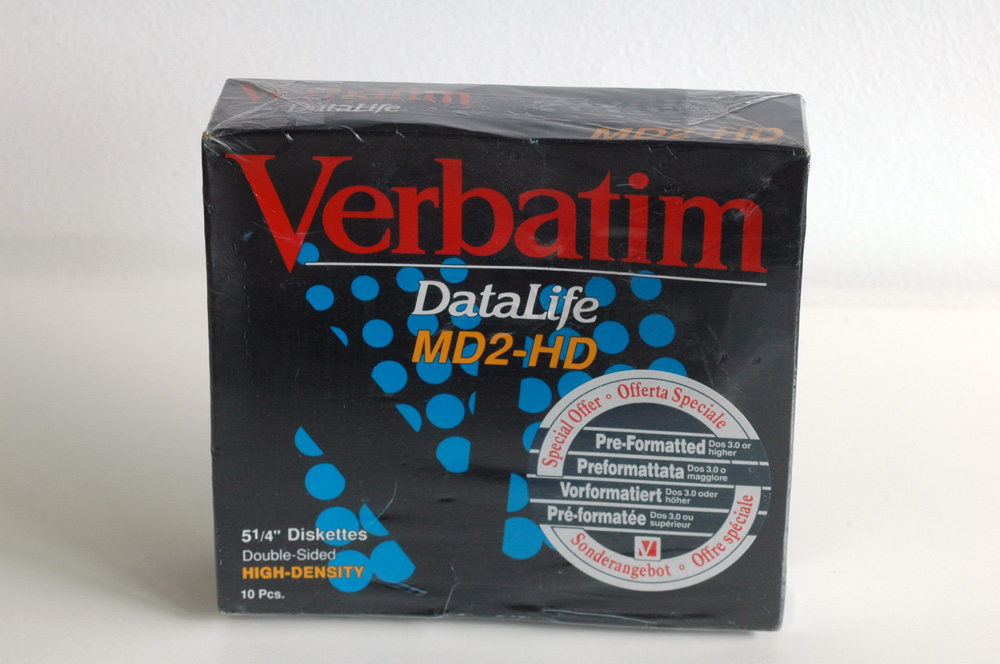 Verbatim
DataLife
MD2-HD
Verbatim
DataLife
MD2-HD
Special Offer ° Offerta Speciale
Pre-Formatted Dos 3.0 or
higher
Preformattata Dos 3.0 o
maggiore
Vorformatiert Dos 3.0 oder
höher
Pré-formatée Dos 3.0 ou
supérieur
Sonderangebot ° Offre spéciale
5 1/4" Diskettes
Double-Sided
HIGH-DENSITY
10 Pcs.